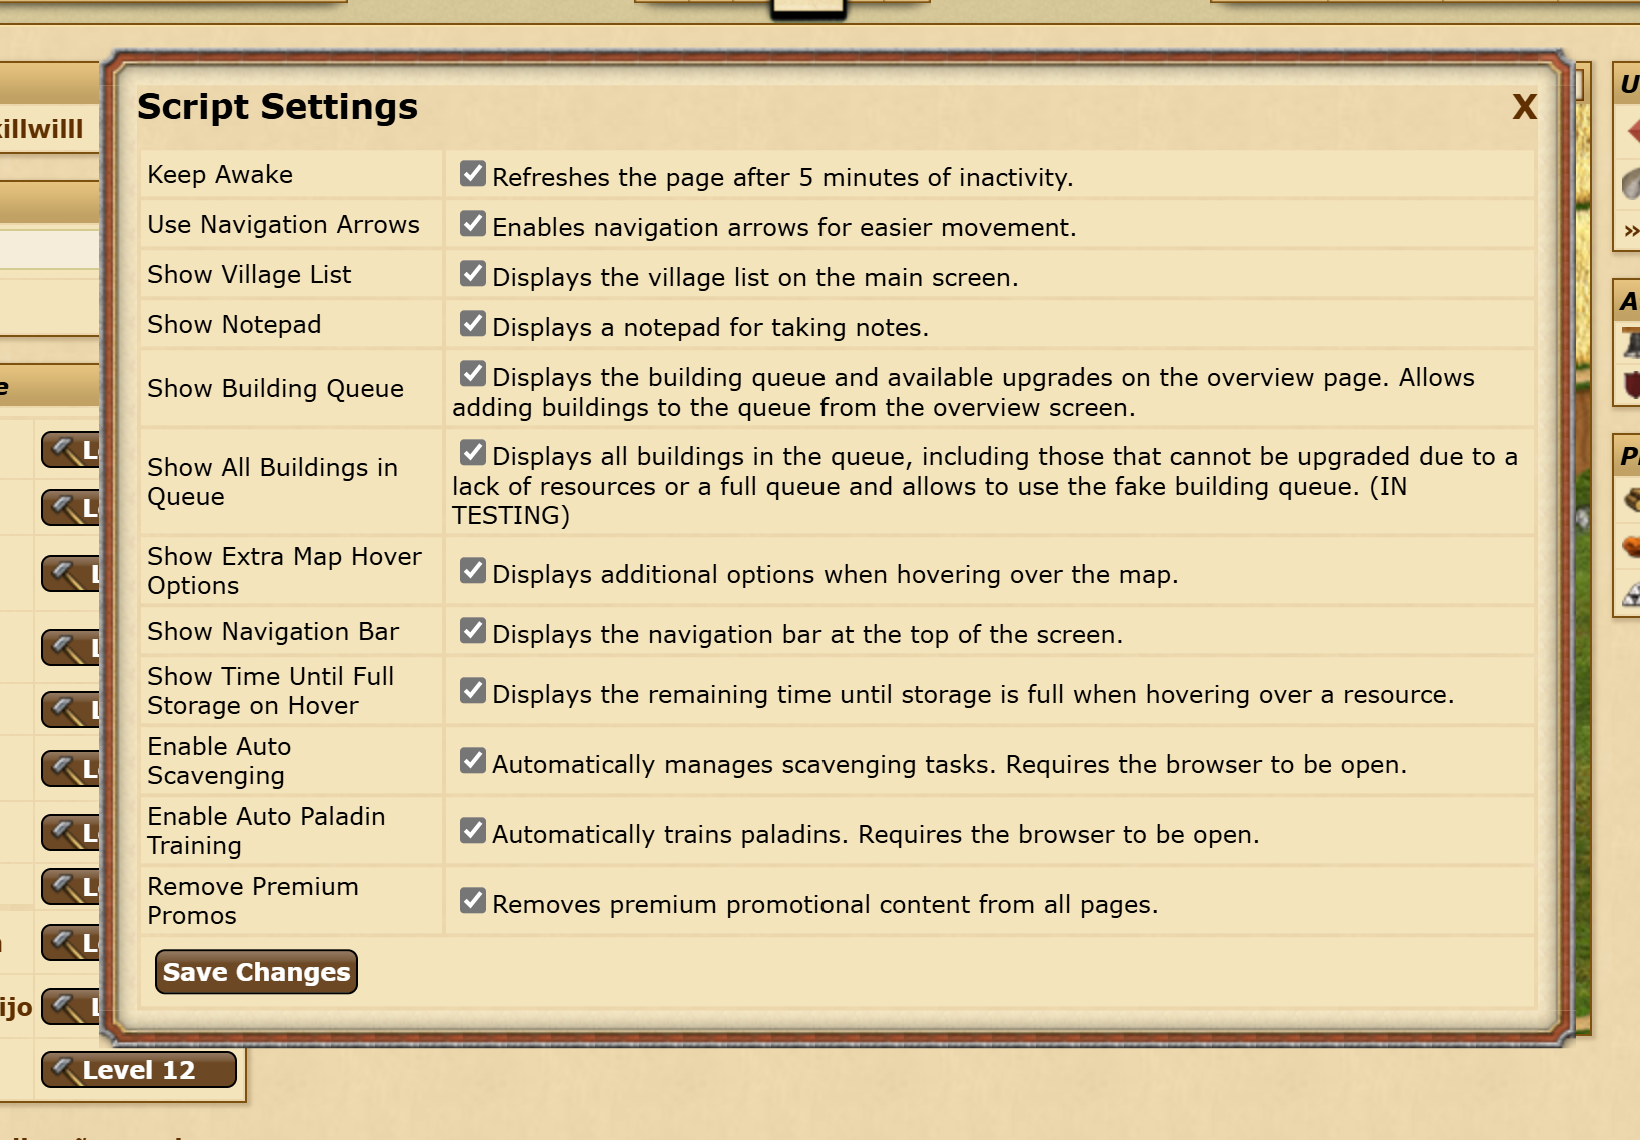 Script Settings
X
Keep Awake
Refreshes the page after 5 minutes of inactivity.
Use Navigation Arrows
Enables navigation arrows for easier movement.
Show Village List
Displays the village list on the main screen.
Show Notepad
Displays a notepad for taking notes.
Show Building Queue
Displays the building queue and available upgrades on the overview page. Allows
adding buildings to the queue from the overview screen.
Show All Buildings in
Queue
Displays all buildings in the queue, including those that cannot be upgraded due to a
lack of resources or a full queue and allows to use the fake building queue. (IN
TESTING)
Show Extra Map Hover
Options
Displays additional options when hovering over the map.
Show Navigation Bar
Displays the navigation bar at the top of the screen.
Show Time Until Full
Storage on Hover
Displays the remaining time until storage is full when hovering over a resource.
Enable Auto
Scavenging
Automatically manages scavenging tasks. Requires the browser to be open.
Enable Auto Paladin
Training
Automatically trains paladins. Requires the browser to be open.
Remove Premium
Promos
Removes premium promotional content from all pages.
Save Changes
killwilll
ijo
Level 12
»